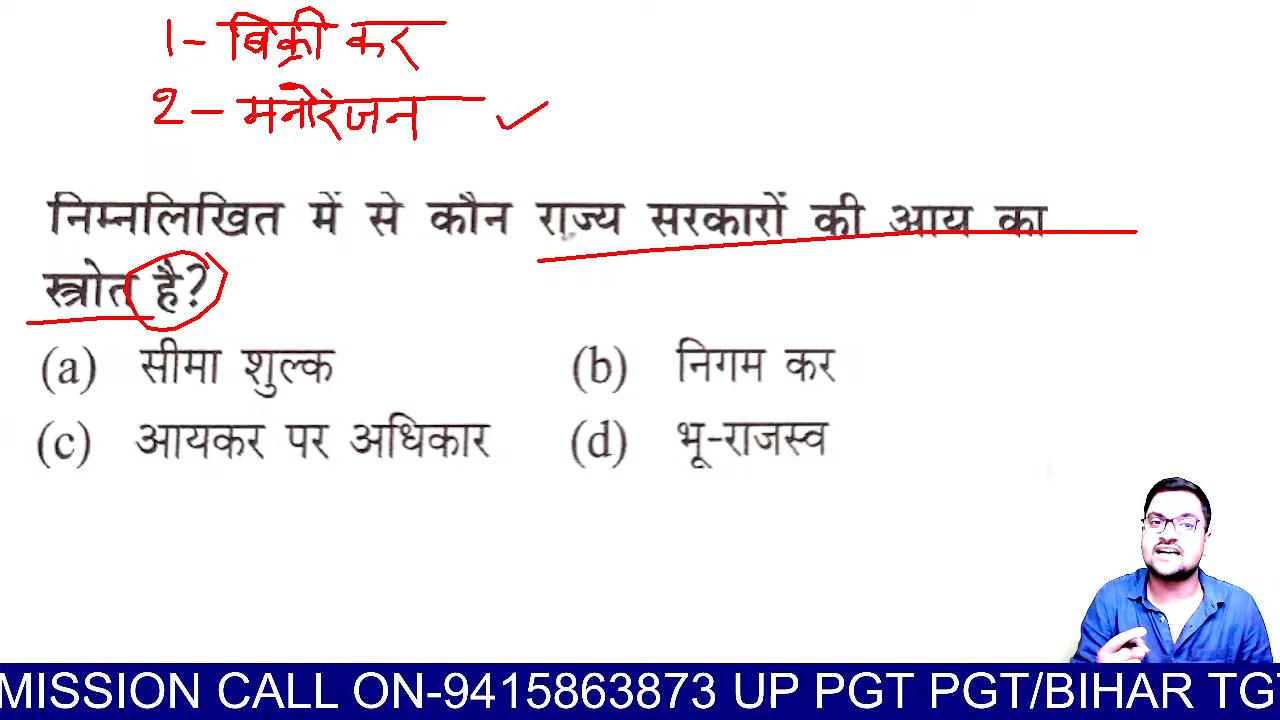 1- बिक्री कर
2- मनोरंजन
निम्नलिखित में से कौन राज्य सरकारों की आय का
स्त्रोत है?
(a) सीमा शुल्क (b) निगम कर
(c) आयकर पर अधिकार (d) भू-राजस्व
MISSION CALL ON-9415863873 UP PGT PGT/BIHAR TGT